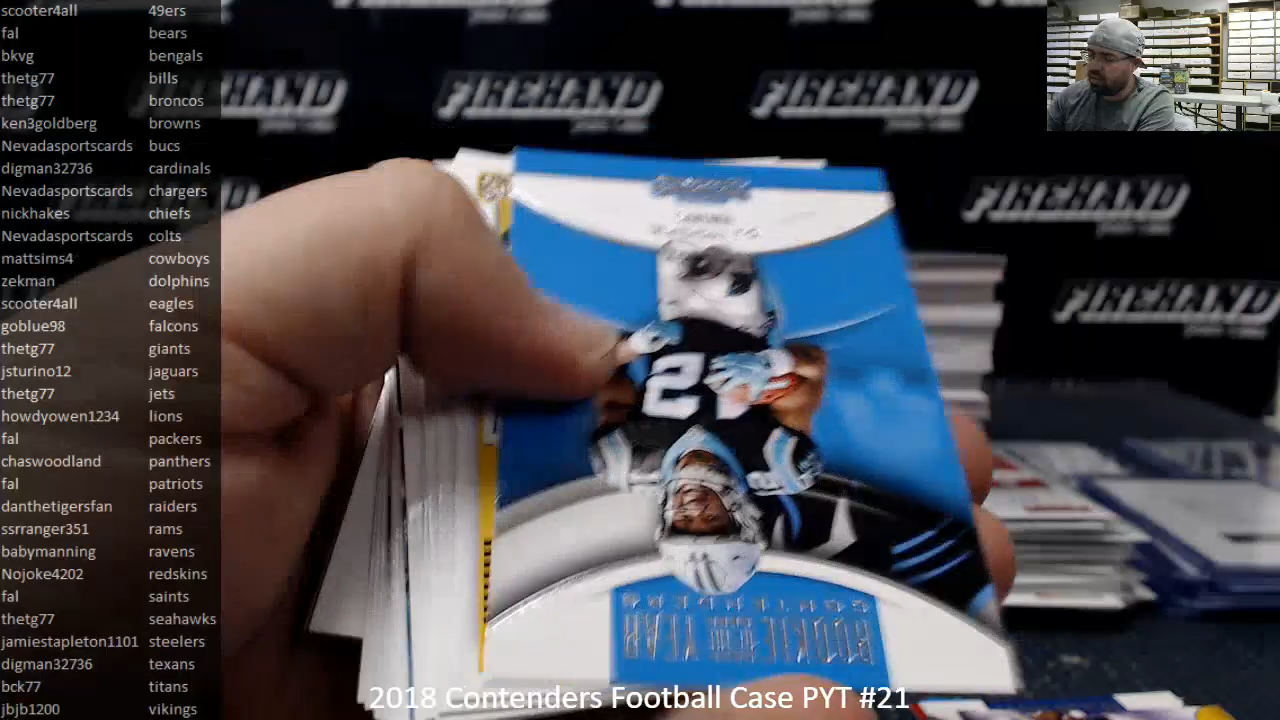 scooter4all 49ers
fal bears
bkvg bengals
thetg77 bills
thetg77 broncos
ken3goldberg browns
Nevadasportscards bucs
digman32736 cardinals
Nevadasportscards chargers
nickhakes chiefs
Nevadasportscards colts
mattsims4 cowboys
zekman dolphins
scooter4all eagles
goblue98 falcons
thetg77 giants
jsturino12 jaguars
thetg77 jets
howdyowen1234 lions
fal packers
chaswoodland panthers
fal patriots
danthetigersfan raiders
ssrranger351 rams
babymanning ravens
Nojoke4202 redskins
fal saints
thetg77 seahawks
jamiestapleton1101 steelers
digman32736 texans
bck77 titans
jbjb1200 vikings
FIREHAND
FIREHAND
FIREHAND
FIREHAND
FIREHAND
2
CONTENDERS
ROOKIE OF THE YEAR
2018 Contenders Football Case PYT #21